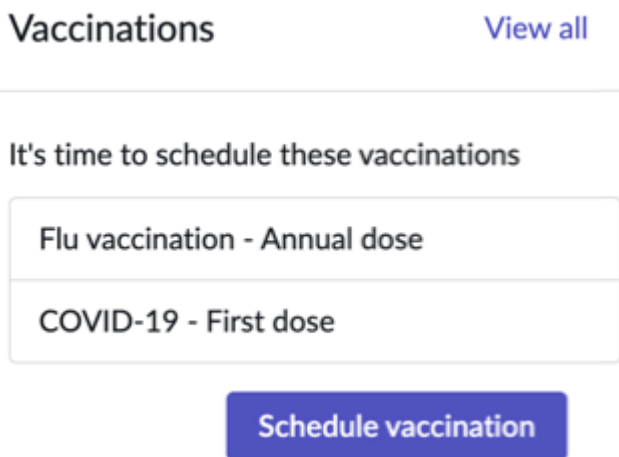 Vaccinations View all
It's time to schedule these vaccinations
Flu vaccination - Annual dose
COVID-19 - First dose
Schedule vaccination